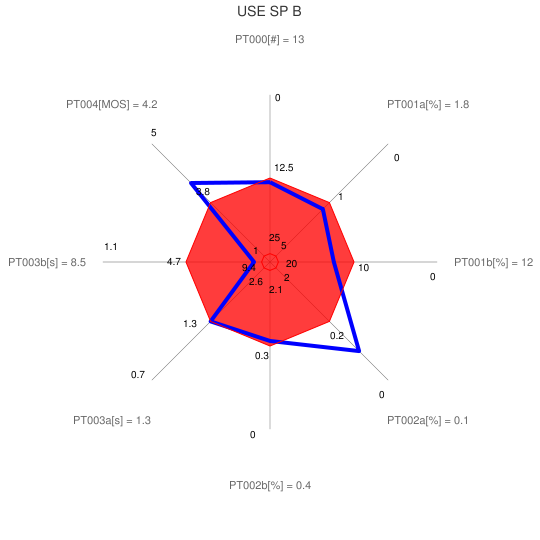 USE SP B
PT000[#] = 13
0
PT004[MOS] = 4.2
PT001a[%] = 1.8
5
0
12.5
3.8
1
25
5
1
1.1
PT003b[s] = 8.5
4.7
9.4
20
10
PT001b[%] = 12
0
2
2.6
2.1
1.3
0.2
0.3
0.7
0
PT003a[s] = 1.3
PT002a[%] = 0.1
0
PT002b[%] = 0.4